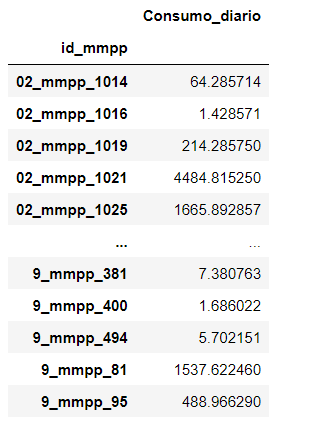 Consumo_diario
id_mmpp
02_mmpp_1014 64.285714
02_mmpp_1016 1.428571
02_mmpp_1019 214.285750
02_mmpp_1021 4484.815250
02_mmpp_1025 1665.892857
... ...
9_mmpp_381 7.380763
9_mmpp_400 1.686022
9_mmpp_494 5.702151
9_mmpp_81 1537.622460
9_mmpp_95 488.966290